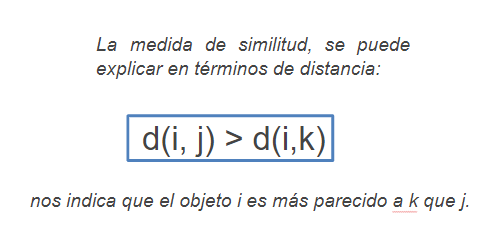 La medida de similitud, se puede
explicar en términos de distancia:
d(i, j) > d(i,k)
nos indica que el objeto i es más parecido a k que j.